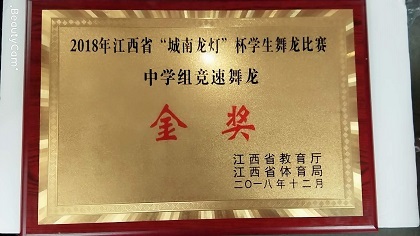 Beauty.Cam
2018年江西省“城南龙灯”杯学生舞龙比赛
中学组竞速舞龙
金奖
江西省教育厅
江西省体育局
二〇一八年十二月